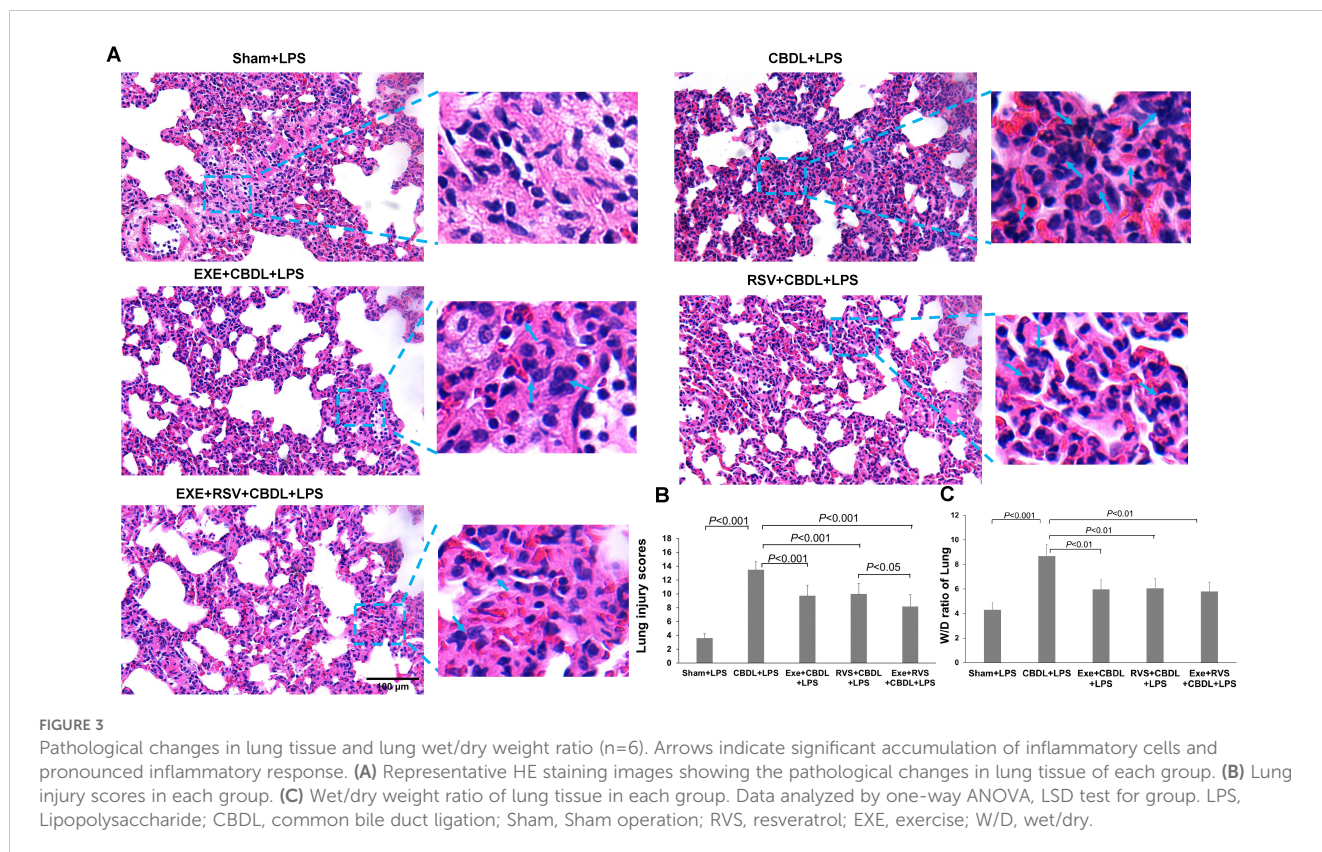 A
Sham+LPS
CBDL+LPS
EXE+CBDL+LPS
RSV+CBDL+LPS
EXE+RSV+CBDL+LPS
100 μm
B
P<0.001
P<0.001
P<0.001
P<0.001
P<0.05
Lung injury scores
18
16
14
12
10
8
6
4
2
0
Sham+LPS CBDL+LPS Exe+CBDL RVS+CBDL Exe+RVS
+LPS +LPS +CBDL+LPS
C
P<0.001
P<0.01
P<0.01
P<0.01
W/D ratio of Lung
12
10
8
6
4
2
0
Sham+LPS CBDL+LPS Exe+CBDL RVS+CBDL Exe+RVS
+LPS +LPS +CBDL+LPS
FIGURE 3
Pathological changes in lung tissue and lung wet/dry weight ratio (n=6). Arrows indicate significant accumulation of inflammatory cells and
pronounced inflammatory response. (A) Representative HE staining images showing the pathological changes in lung tissue of each group. (B) Lung
injury scores in each group. (C) Wet/dry weight ratio of lung tissue in each group. Data analyzed by one-way ANOVA, LSD test for group. LPS,
Lipopolysaccharide; CBDL, common bile duct ligation; Sham, Sham operation; RVS, resveratrol; EXE, exercise; W/D, wet/dry.